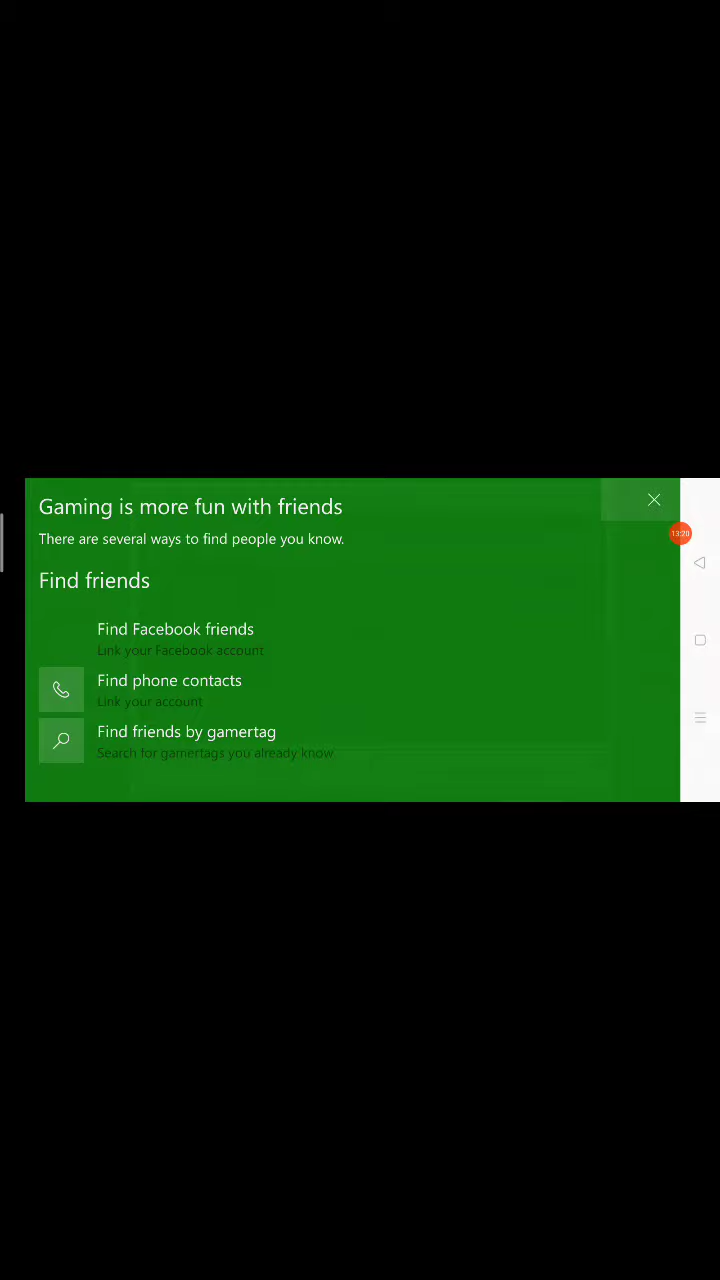 Gaming is more fun with friends
There are several ways to find people you know.
13:20
Find friends
Find Facebook friends
Link your Facebook account
Find phone contacts
Link your account
Find friends by gamertag
Search for gamertags you already know